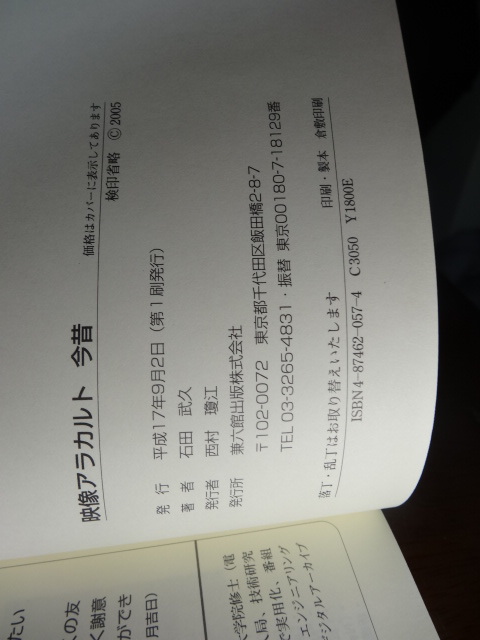 映像アラカルト 今昔
価格はカバーに表示してあります
検印省略 Ⓒ 2005
発行 平成17年9月2日（第1刷発行）
著者 石田 武久
発行者 西村 瓊江
発行所 兼六館出版株式会社
〒102-0072 東京都千代田区飯田橋2-8-7
TEL.03-3265-4831・振替 東京00180-7-18129番
落丁・乱丁はお取り替えいたします 印刷・製本 倉敷印刷
ISBN4-87462-057-4 C3050 Y1800E
たい
の友
く謝意
ができ
月吉日）
大学院修士（電
局、技術研究
で実用化、番組
エンジニアリング
デジタルアーカイブ